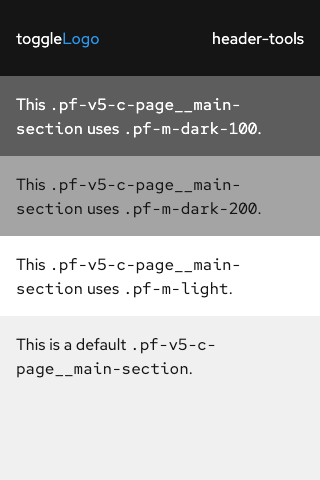 toggleLogo header-tools
This .pf-v5-c-page__main-
section uses .pf-m-dark-100.
This .pf-v5-c-page__main-
section uses .pf-m-dark-200.
This .pf-v5-c-page__main-
section uses .pf-m-light.
This is a default .pf-v5-c-
page__main-section.